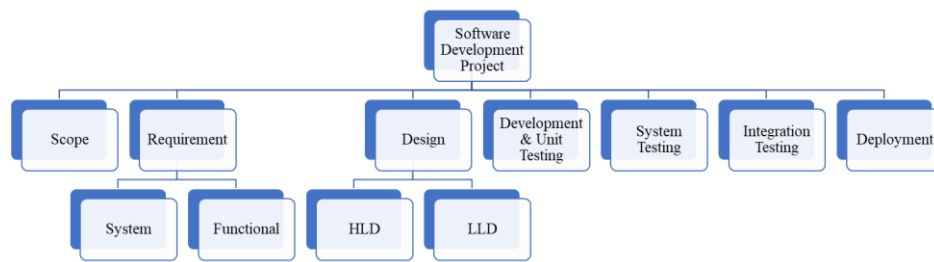 Software
Development
Project
Scope
Requirement
Design
Development
& Unit
Testing
System
Testing
Integration
Testing
Deployment
System
Functional
HLD
LLD